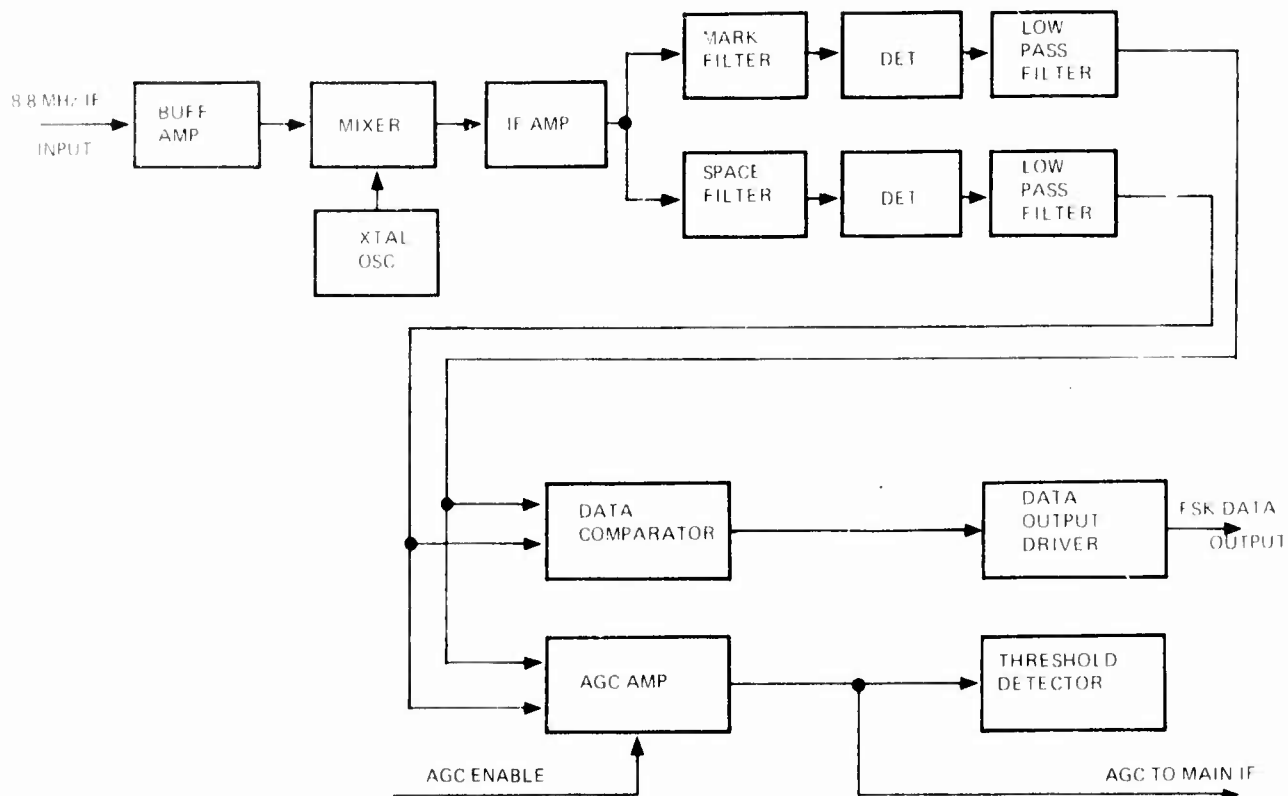 8.8 MHz IF
INPUT
BUFF
AMP
MIXER
XTAL
OSC
IF AMP
MARK
FILTER
DET
LOW
PASS
FILTER
SPACE
FILTER
DET
LOW
PASS
FILTER
DATA
COMPARATOR
DATA
OUTPUT
DRIVER
FSK DATA
OUTPUT
AGC AMP
THRESHOLD
DETECTOR
AGC ENABLE
AGC TO MAIN IF